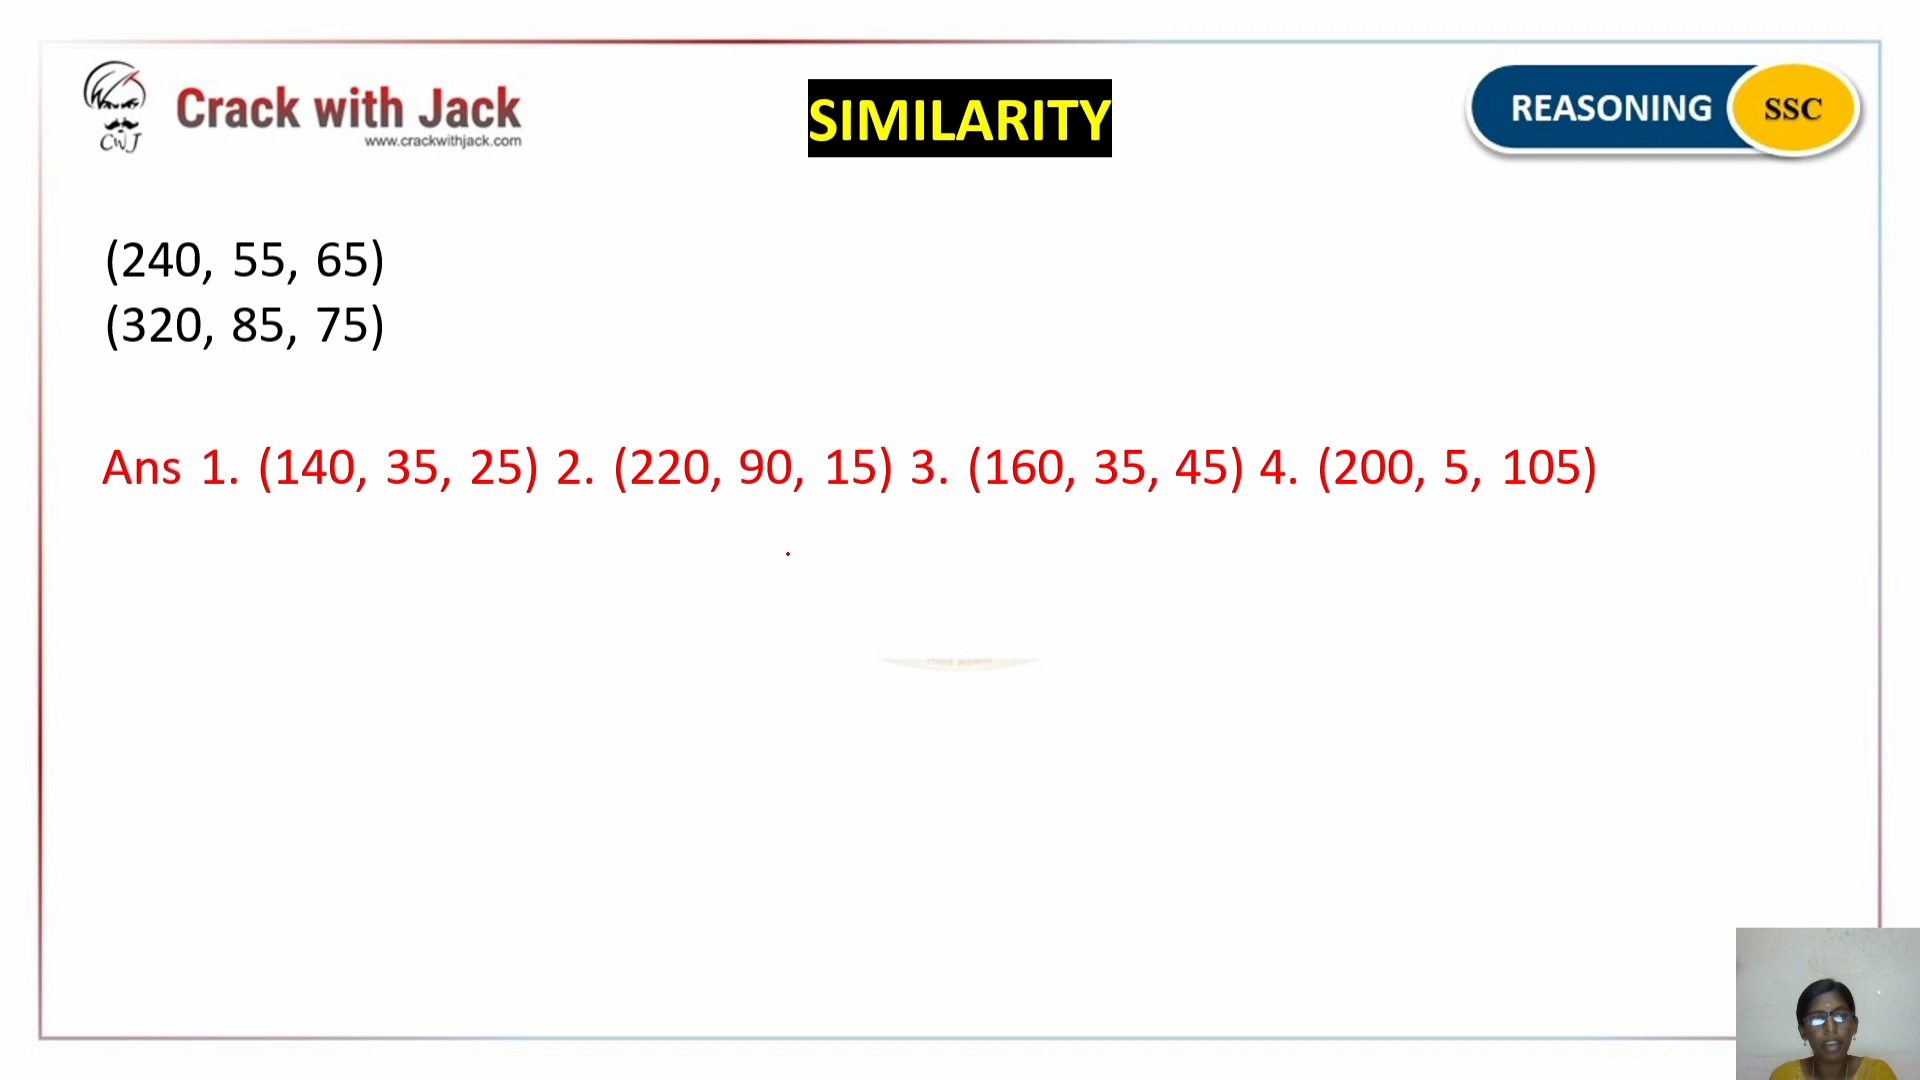 Crack with Jack
www.crackwithjack.com
CWJ
SIMILARITY
REASONING SSC
(240, 55, 65)
(320, 85, 75)
Ans 1. (140, 35, 25) 2. (220, 90, 15) 3. (160, 35, 45) 4. (200, 5, 105)